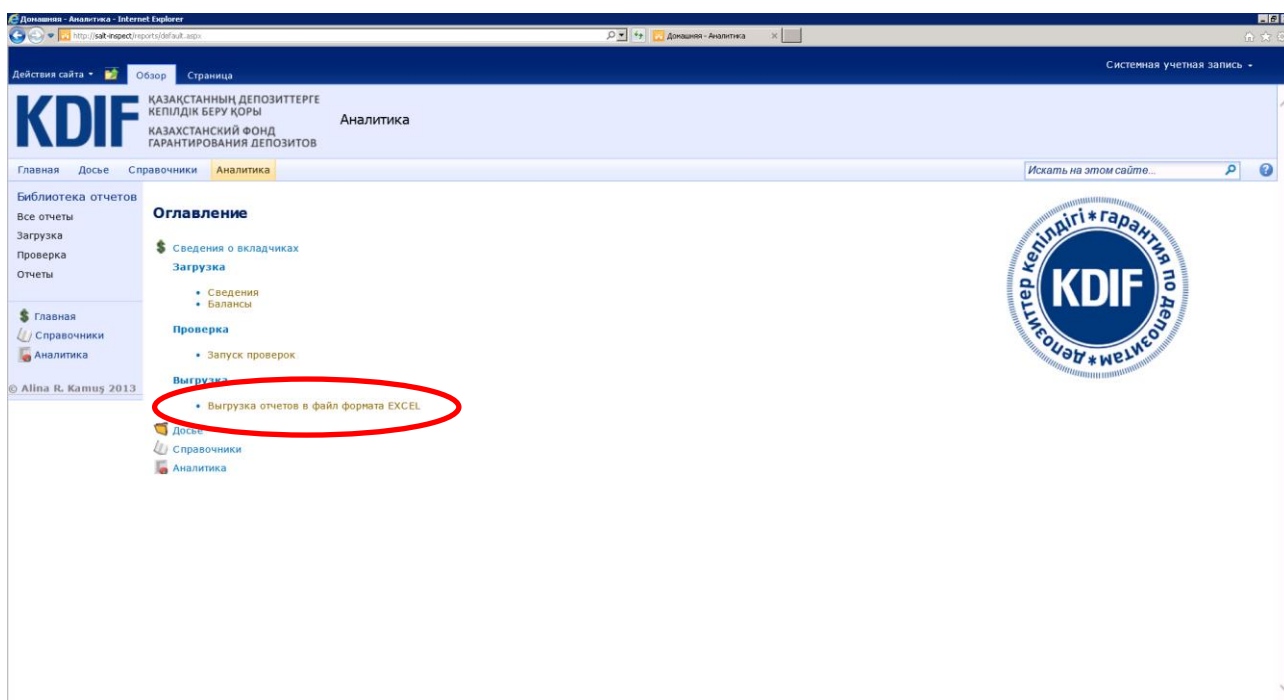 Домашняя - Аналитика - Internet Explorer
http://salt-inspect/reports/default.aspx
Домашняя - Аналитика
Системная учетная запись
Действия сайта
Обзор
Страница
KDIF
ҚАЗАҚСТАННЫҢ ДЕПОЗИТТЕРГЕ
КЕПІЛДІК БЕРУ ҚОРЫ
КАЗАХСТАНСКИЙ ФОНД
ГАРАНТИРОВАНИЯ ДЕПОЗИТОВ
Аналитика
Главная Досье Справочники Аналитика
Искать на этом сайте...
Библиотека отчетов
Все отчеты
Загрузка
Проверка
Отчеты
Главная
Справочники
Аналитика
© Alina R. Kamuş 2013
Оглавление
Сведения о вкладчиках
Загрузка
• Сведения
• Балансы
Проверка
• Запуск проверок
Выгрузка
• Выгрузка отчетов в файл формата EXCEL
Досье
Справочники
Аналитика
депозиттер кепілдігі * гарантия по депозитам *
KDIF